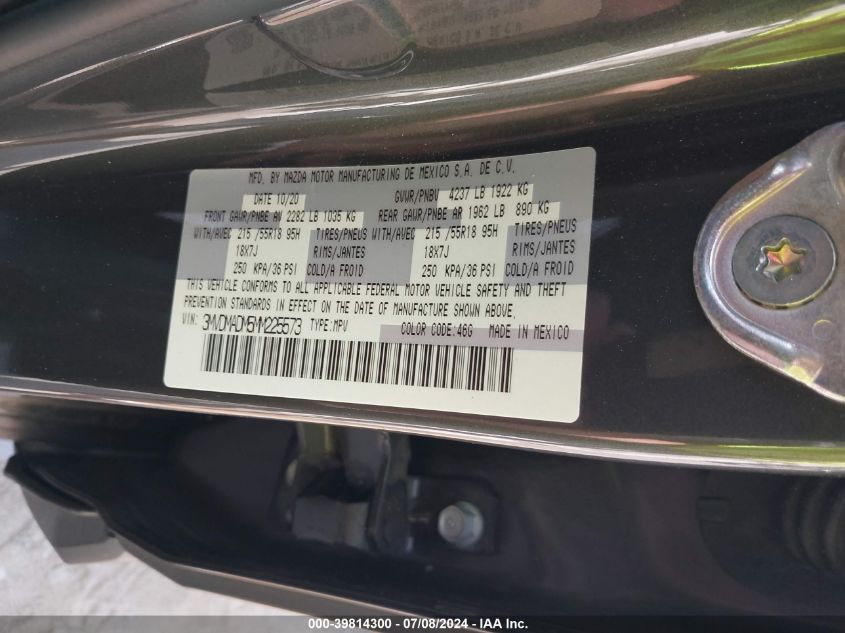 MFD. BY MAZDA MOTOR MANUFACTURING DE MEXICO S.A. DE C.V.
DATE 10/20 GVWR/PNBV 4237 LB 1922 KG
FRONT GAWR/PNBE AV 2282 LB 1035 KG REAR GAWR/PNBE AR 1962 LB 890 KG
WITH/AVEC 215 /55R18 95H TIRES/PNEUS WITH/AVEC 215 /55R18 95H TIRES/PNEUS
18X7J RIMS/JANTES 18X7J RIMS/JANTES
250 KPA/36 PSI COLD/A FROID 250 KPA/36 PSI COLD/A FROID
THIS VEHICLE CONFORMS TO ALL APPLICABLE FEDERAL MOTOR VEHICLE SAFETY AND THEFT
PREVENTION STANDARDS IN EFFECT ON THE DATE OF MANUFACTURE SHOWN ABOVE.
VIN: 3MVDMADM5MM225573 TYPE:MPV COLOR CODE:46G MADE IN MEXICO
000-39814300 - 07/08/2024 - IAA Inc.